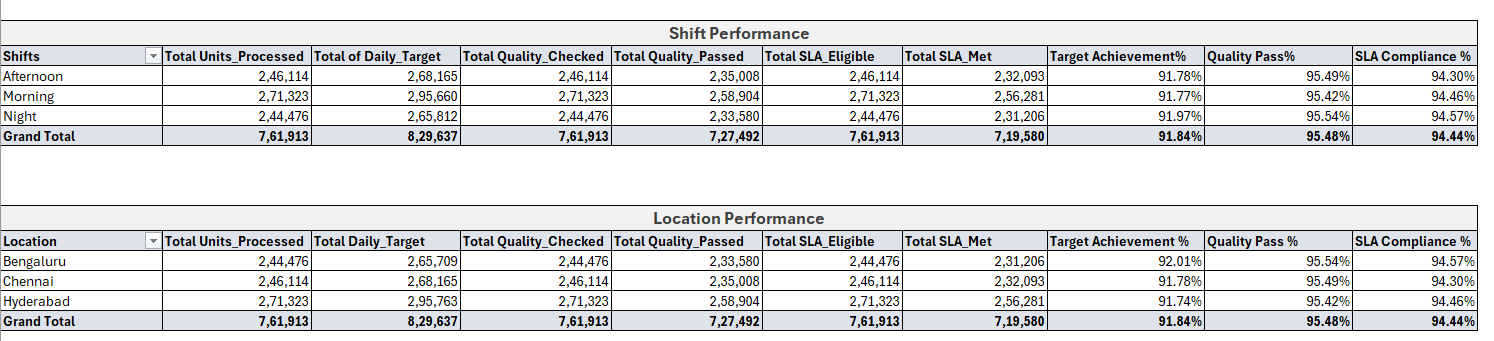 Shift Performance
Shifts Total Units_Processed Total of Daily_Target Total Quality_Checked Total Quality_Passed Total SLA_Eligible Total SLA_Met Target Achievement% Quality Pass% SLA Compliance %
Afternoon 2,46,114 2,68,165 2,46,114 2,35,008 2,46,114 2,32,093 91.78% 95.49% 94.30%
Morning 2,71,323 2,95,660 2,71,323 2,58,904 2,71,323 2,56,281 91.77% 95.42% 94.46%
Night 2,44,476 2,65,812 2,44,476 2,33,580 2,44,476 2,31,206 91.97% 95.54% 94.57%
Grand Total 7,61,913 8,29,637 7,61,913 7,27,492 7,61,913 7,19,580 91.84% 95.48% 94.44%
Location Performance
Location Total Units_Processed Total Daily_Target Total Quality_Checked Total Quality_Passed Total SLA_Eligible Total SLA_Met Target Achievement % Quality Pass % SLA Compliance %
Bengaluru 2,44,476 2,65,709 2,44,476 2,33,580 2,44,476 2,31,206 92.01% 95.54% 94.57%
Chennai 2,46,114 2,68,165 2,46,114 2,35,008 2,46,114 2,32,093 91.78% 95.49% 94.30%
Hyderabad 2,71,323 2,95,763 2,71,323 2,58,904 2,71,323 2,56,281 91.74% 95.42% 94.46%
Grand Total 7,61,913 8,29,637 7,61,913 7,27,492 7,61,913 7,19,580 91.84% 95.48% 94.44%